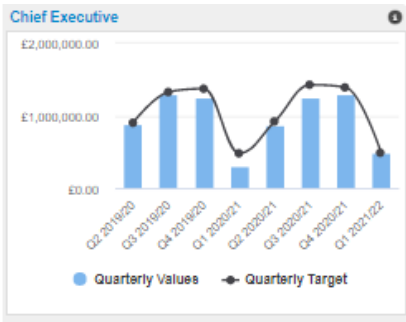 Chief Executive
£2,000,000.00
£1,000,000.00
£0.00
Q2 2019/20
Q3 2019/20
Q4 2019/20
Q1 2020/21
Q2 2020/21
Q3 2020/21
Q4 2020/21
Q1 2021/22
Quarterly Values
Quarterly Target